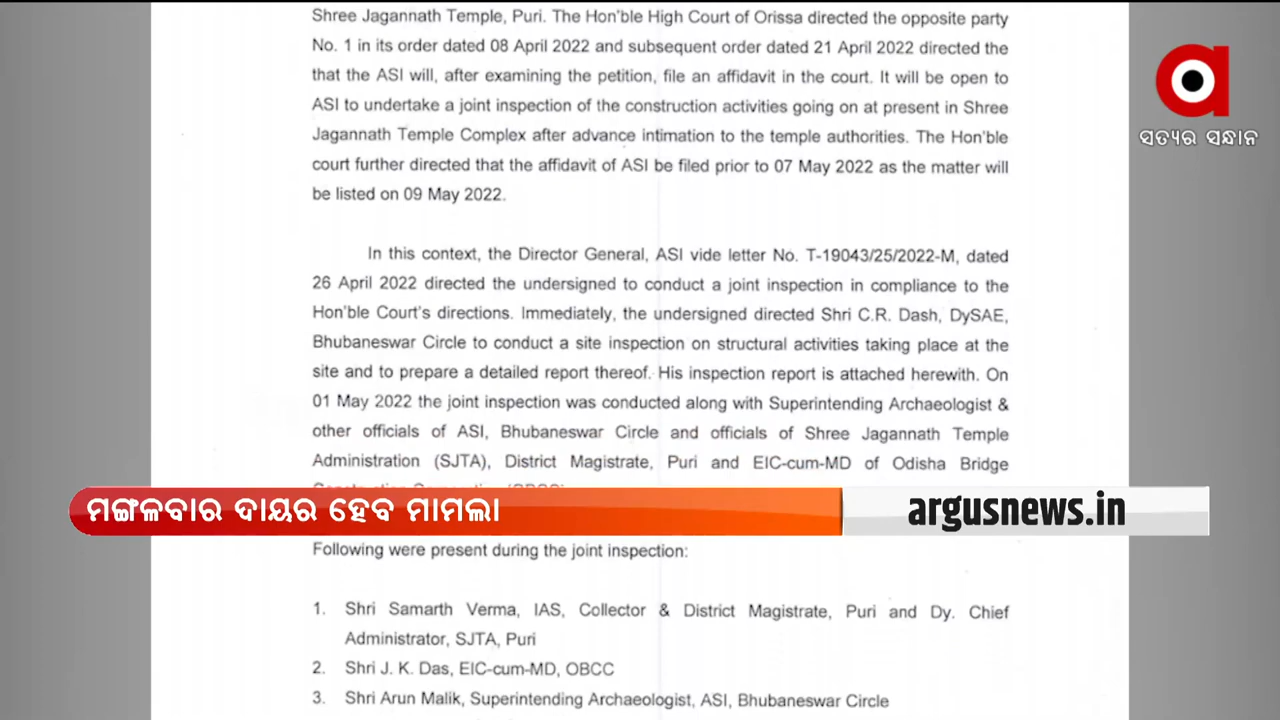 Shree Jagannath Temple, Puri. The Hon'ble High Court of Orissa directed the opposite party
No. 1 in its order dated 08 April 2022 and subsequent order dated 21 April 2022 directed the
that the ASI will, after examining the petition, file an affidavit in the court. It will be open to
ASI to undertake a joint inspection of the construction activities going on at present in Shree
Jagannath Temple Complex after advance intimation to the temple authorities. The Hon'ble
court further directed that the affidavit of ASI be filed prior to 07 May 2022 as the matter will
be listed on 09 May 2022.
ସତ୍ୟର ସନ୍ଧାନ
In this context, the Director General, ASI vide letter No. T-19043/25/2022-M, dated
26 April 2022 directed the undersigned to conduct a joint inspection in compliance to the
Hon'ble Court's directions. Immediately, the undersigned directed Shri C.R. Dash, DySAE,
Bhubaneswar Circle to conduct a site inspection on structural activities taking place at the
site and to prepare a detailed report thereof. His inspection report is attached herewith. On
01 May 2022 the joint inspection was conducted along with Superintending Archaeologist &
other officials of ASI, Bhubaneswar Circle and officials of Shree Jagannath Temple
Administration (SJTA), District Magistrate, Puri and EIC-cum-MD of Odisha Bridge
ମଙ୍ଗଳବାର ଦାୟର ହେବ ମାମଲା
argusnews.in
Following were present during the joint inspection:
1. Shri Samarth Verma, IAS, Collector & District Magistrate, Puri and Dy. Chief
Administrator, SJTA, Puri
2. Shri J. K. Das, EIC-cum-MD, OBCC
3. Shri Arun Malik, Superintending Archaeologist, ASI, Bhubaneswar Circle